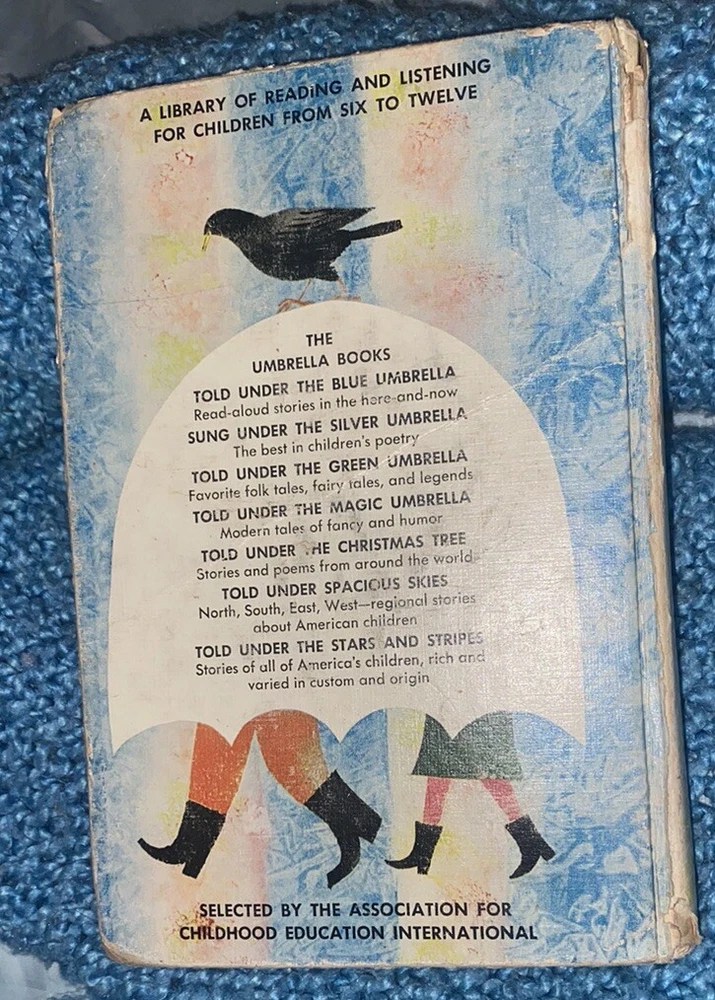 A LIBRARY OF READING AND LISTENING
FOR CHILDREN FROM SIX TO TWELVE
THE
UMBRELLA BOOKS
TOLD UNDER THE BLUE UMBRELLA
Read-aloud stories in the here-and-now
SUNG UNDER THE SILVER UMBRELLA
The best in children's poetry
TOLD UNDER THE GREEN UMBRELLA
Favorite folk tales, fairy tales, and legends
TOLD UNDER THE MAGIC UMBRELLA
Modern tales of fancy and humor
TOLD UNDER THE CHRISTMAS TREE
Stories and poems from around the world
TOLD UNDER SPACIOUS SKIES
North, South, East, West—regional stories
about American children
TOLD UNDER THE STARS AND STRIPES
Stories of all of America's children, rich and
varied in custom and origin
SELECTED BY THE ASSOCIATION FOR
CHILDHOOD EDUCATION INTERNATIONAL